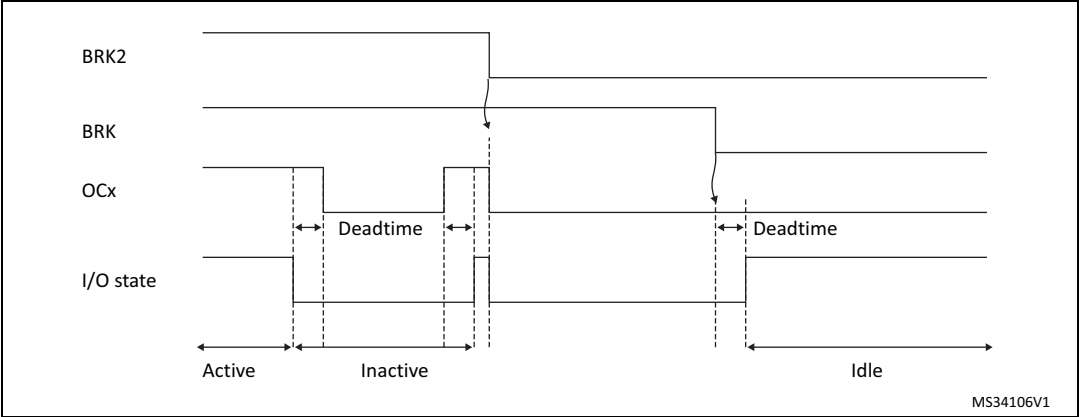 BRK2
BRK
OCx
Deadtime
Deadtime
I/O state
Active
Inactive
Idle
MS34106V1